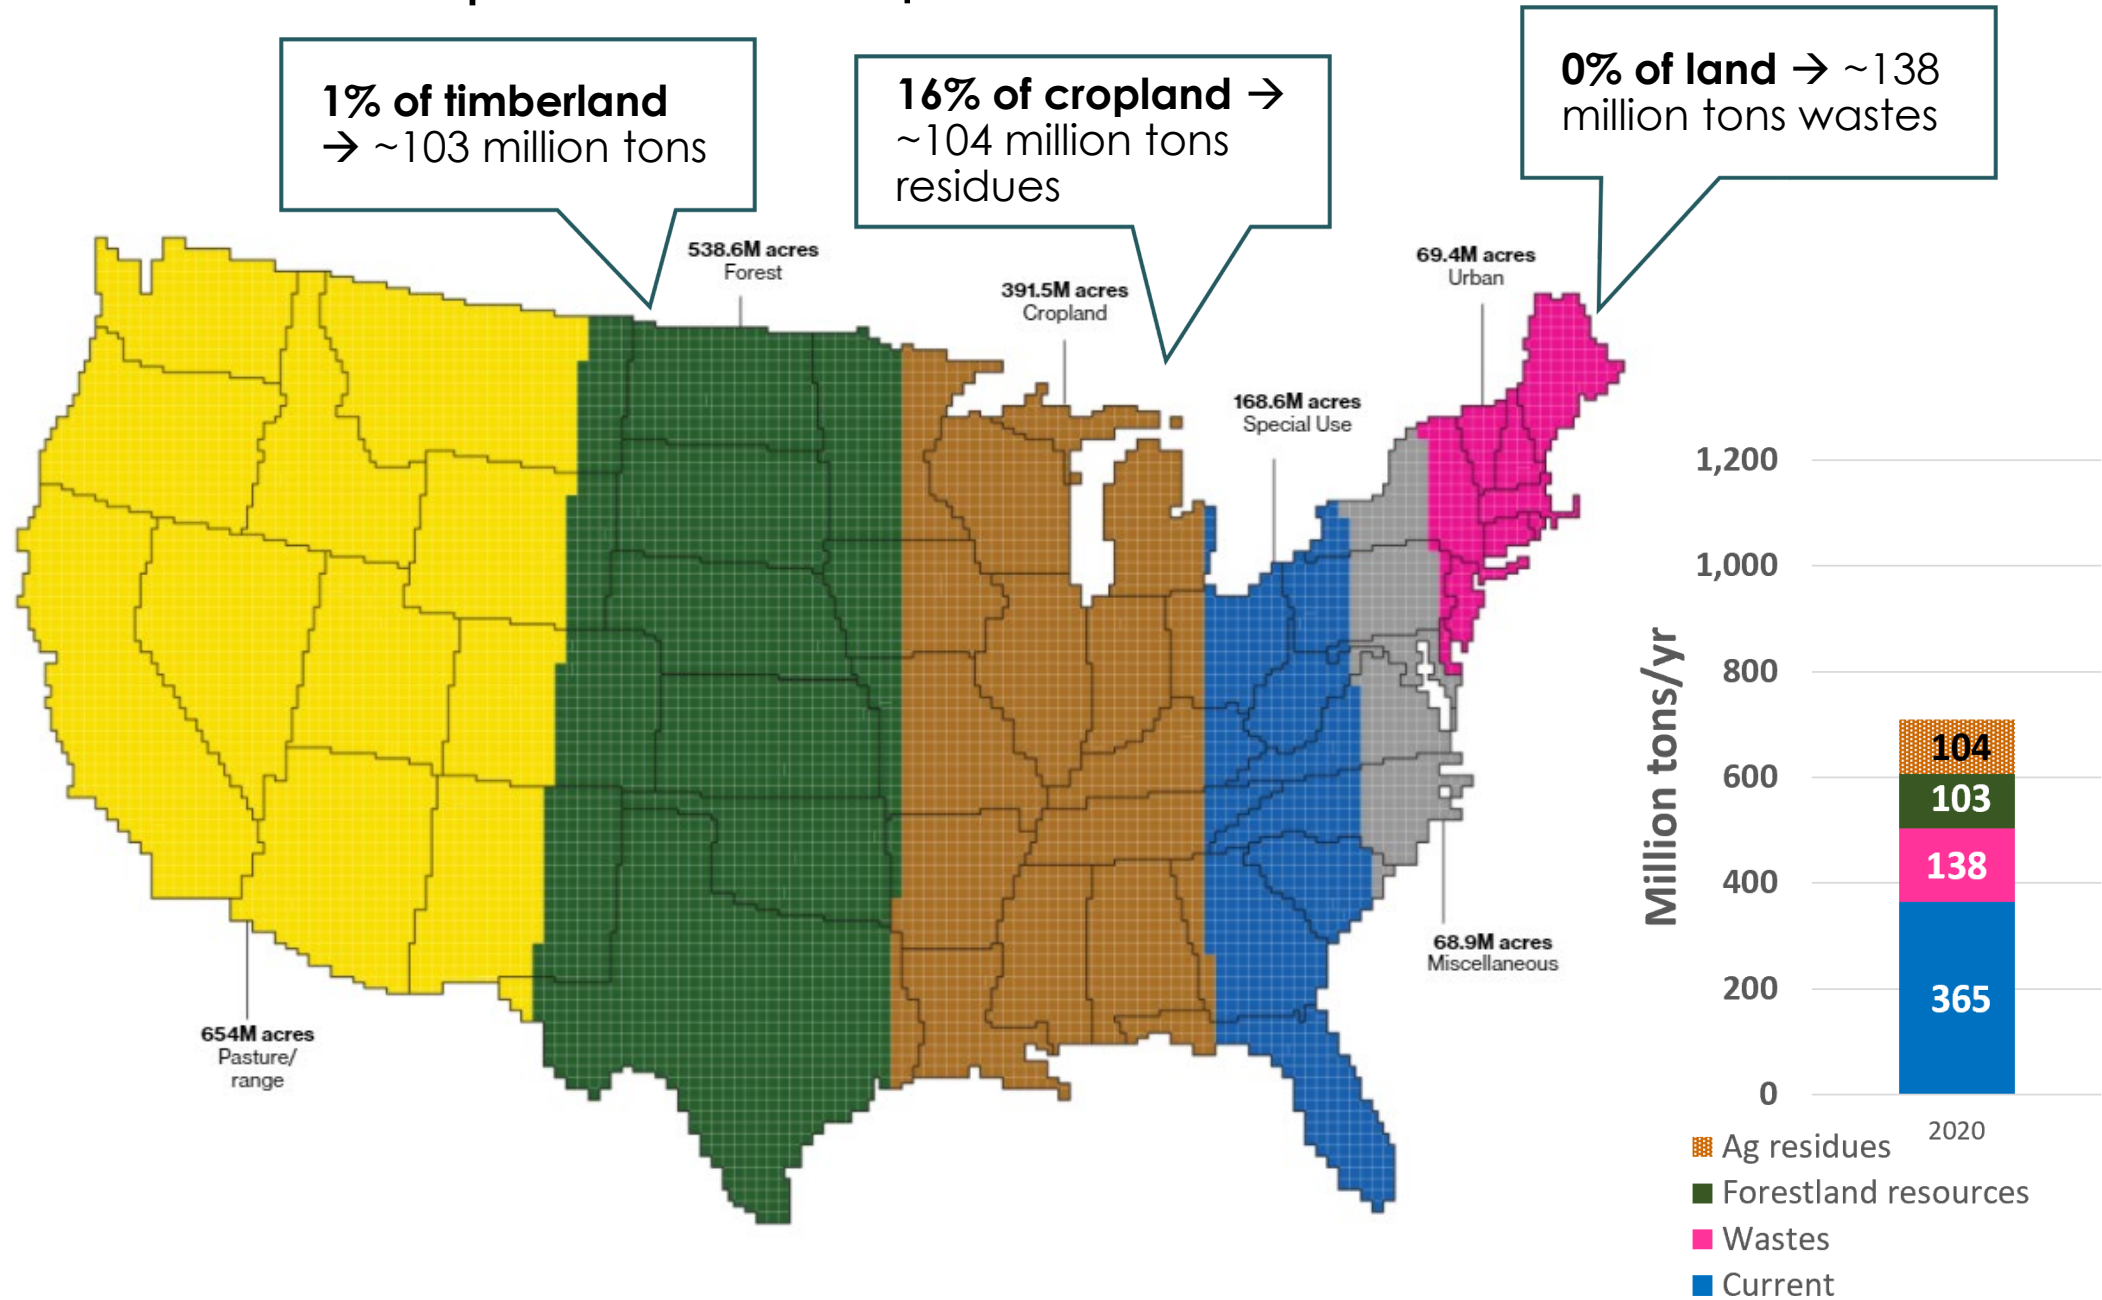 1% of timberland
→ ~103 million tons
16% of cropland →
~104 million tons
residues
0% of land → ~138
million tons wastes
538.6M acres
Forest
391.5M acres
Cropland
69.4M acres
Urban
168.6M acres
Special Use
68.9M acres
Miscellaneous
654M acres
Pasture/
range
Million tons/yr
1,200
1,000
800
600
400
200
0
104
103
138
365
2020
Ag residues
Forestland resources
Wastes
Current